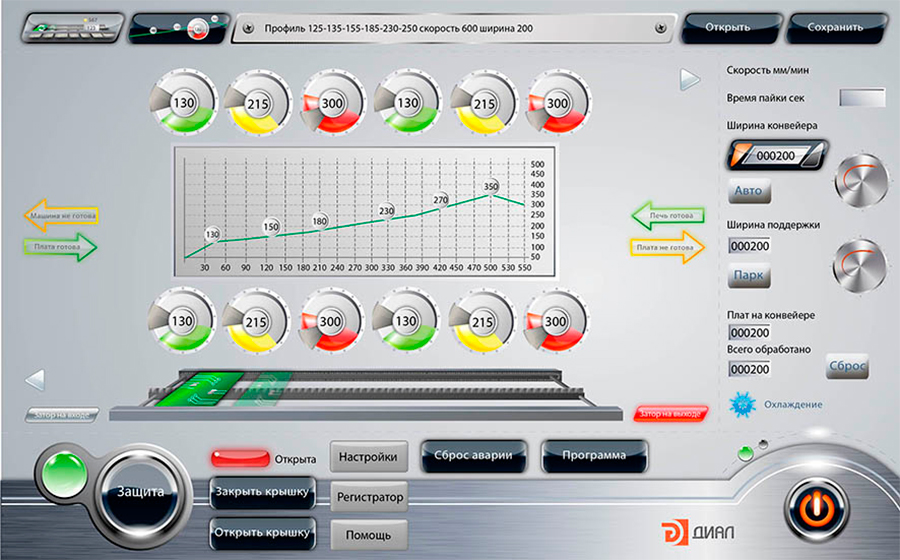 Профиль 125-135-155-185-230-250 скорость 600 ширина 200
Открыть
Сохранить
130
215
300
130
215
300
Скорость мм/мин
Время пайки сек
Ширина конвейера
000200
Авто
Ширина поддержки
000200
Парк
Плат на конвейере
000200
Всего обработано
000200
Сброс
Охлаждение
Машина не готова
Плата готова
Печь готова
Плата не готова
130
150
180
230
270
350
500
450
400
350
300
250
200
150
100
50
30 60 90 120 150 180 210 240 270 300 330 360 390 420 450 480 500 530 550
130
215
300
130
215
300
Затор на входе
Затор на выходе
Защита
Открыта
Закрыть крышку
Открыть крышку
Настройки
Регистратор
Помощь
Сброс аварии
Программа
ДИАЛ